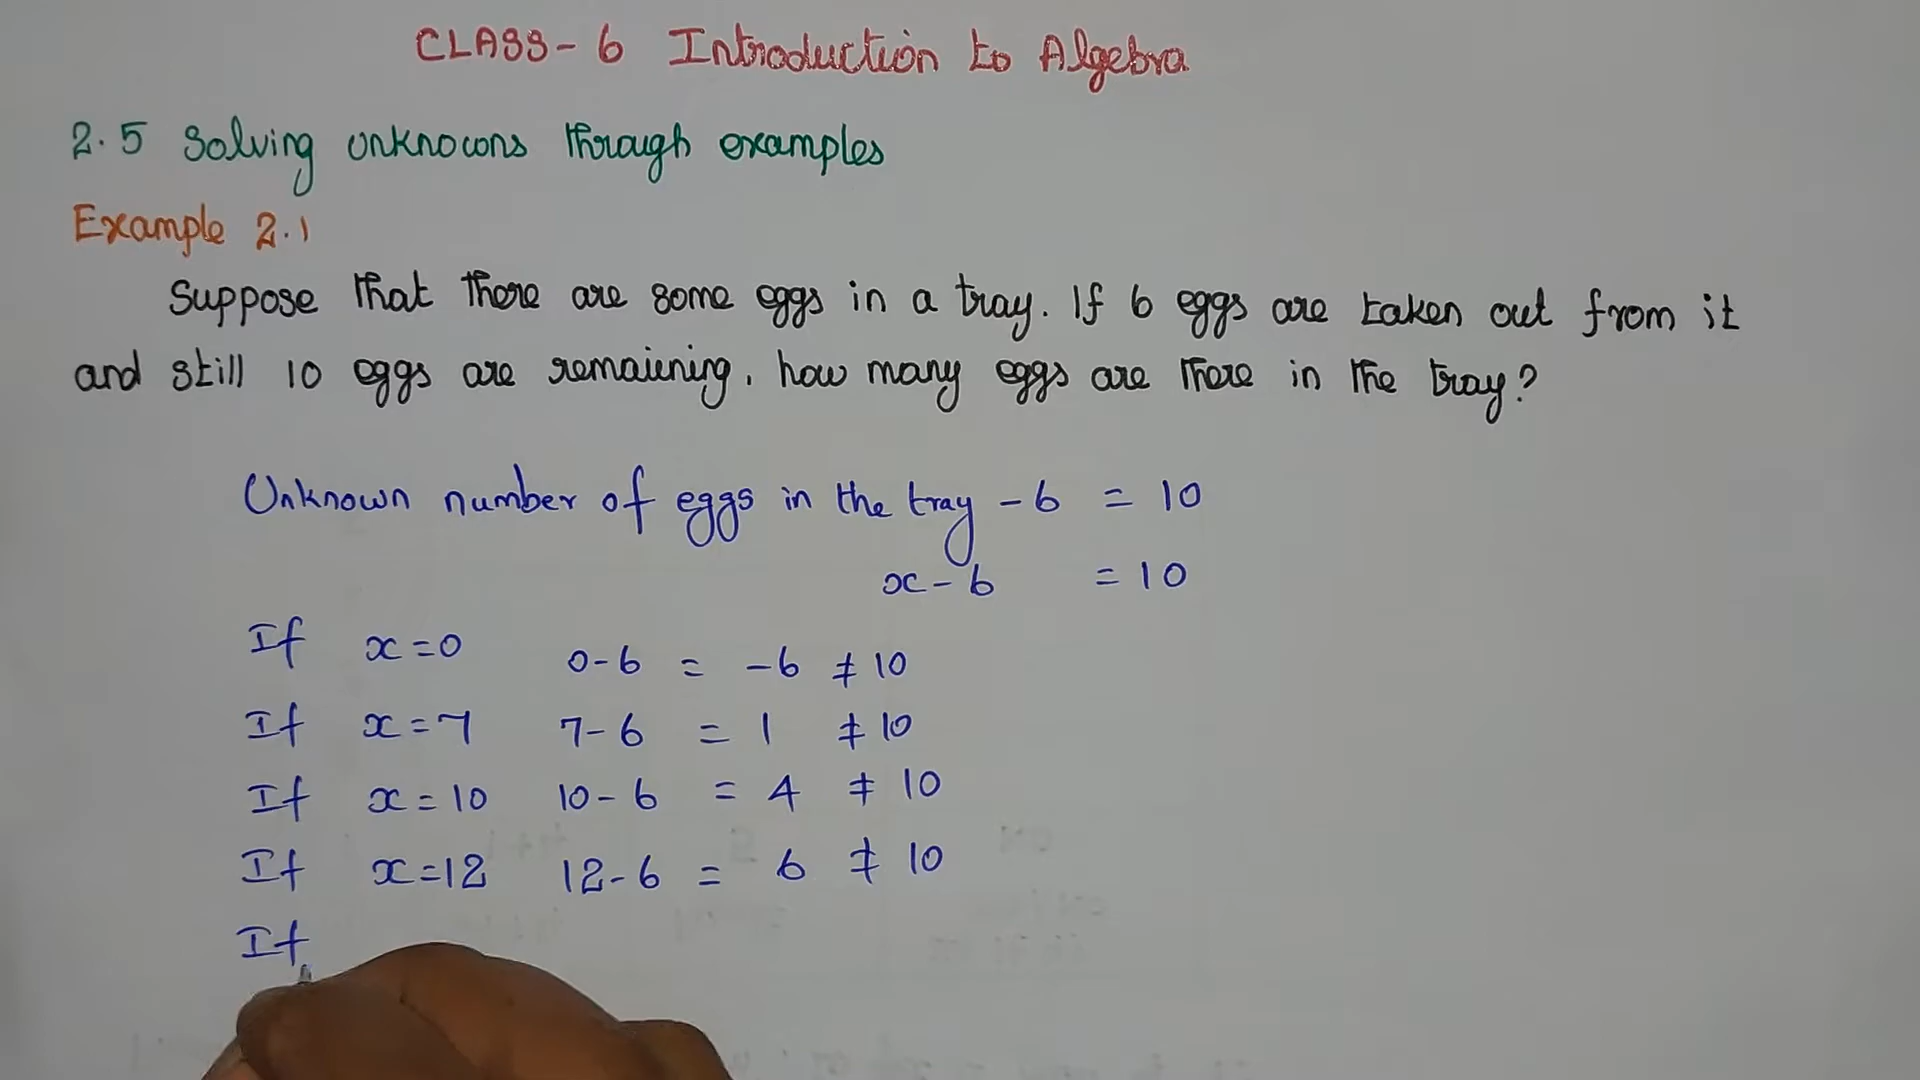 CLASS-6 Introduction to Algebra
2.5 Solving unknowns through examples
Example 2.1
Suppose that there are some eggs in a tray. If 6 eggs are taken out from it
and still 10 eggs are remaining, how many eggs are there in the tray?
Unknown number of eggs in the tray -6 = 10
x-6 = 10
If x=0 0-6 = -6 ≠ 10
If x=7 7-6 = 1 ≠ 10
If x=10 10-6 = 4 ≠ 10
If x=12 12-6 = 6 ≠ 10
If